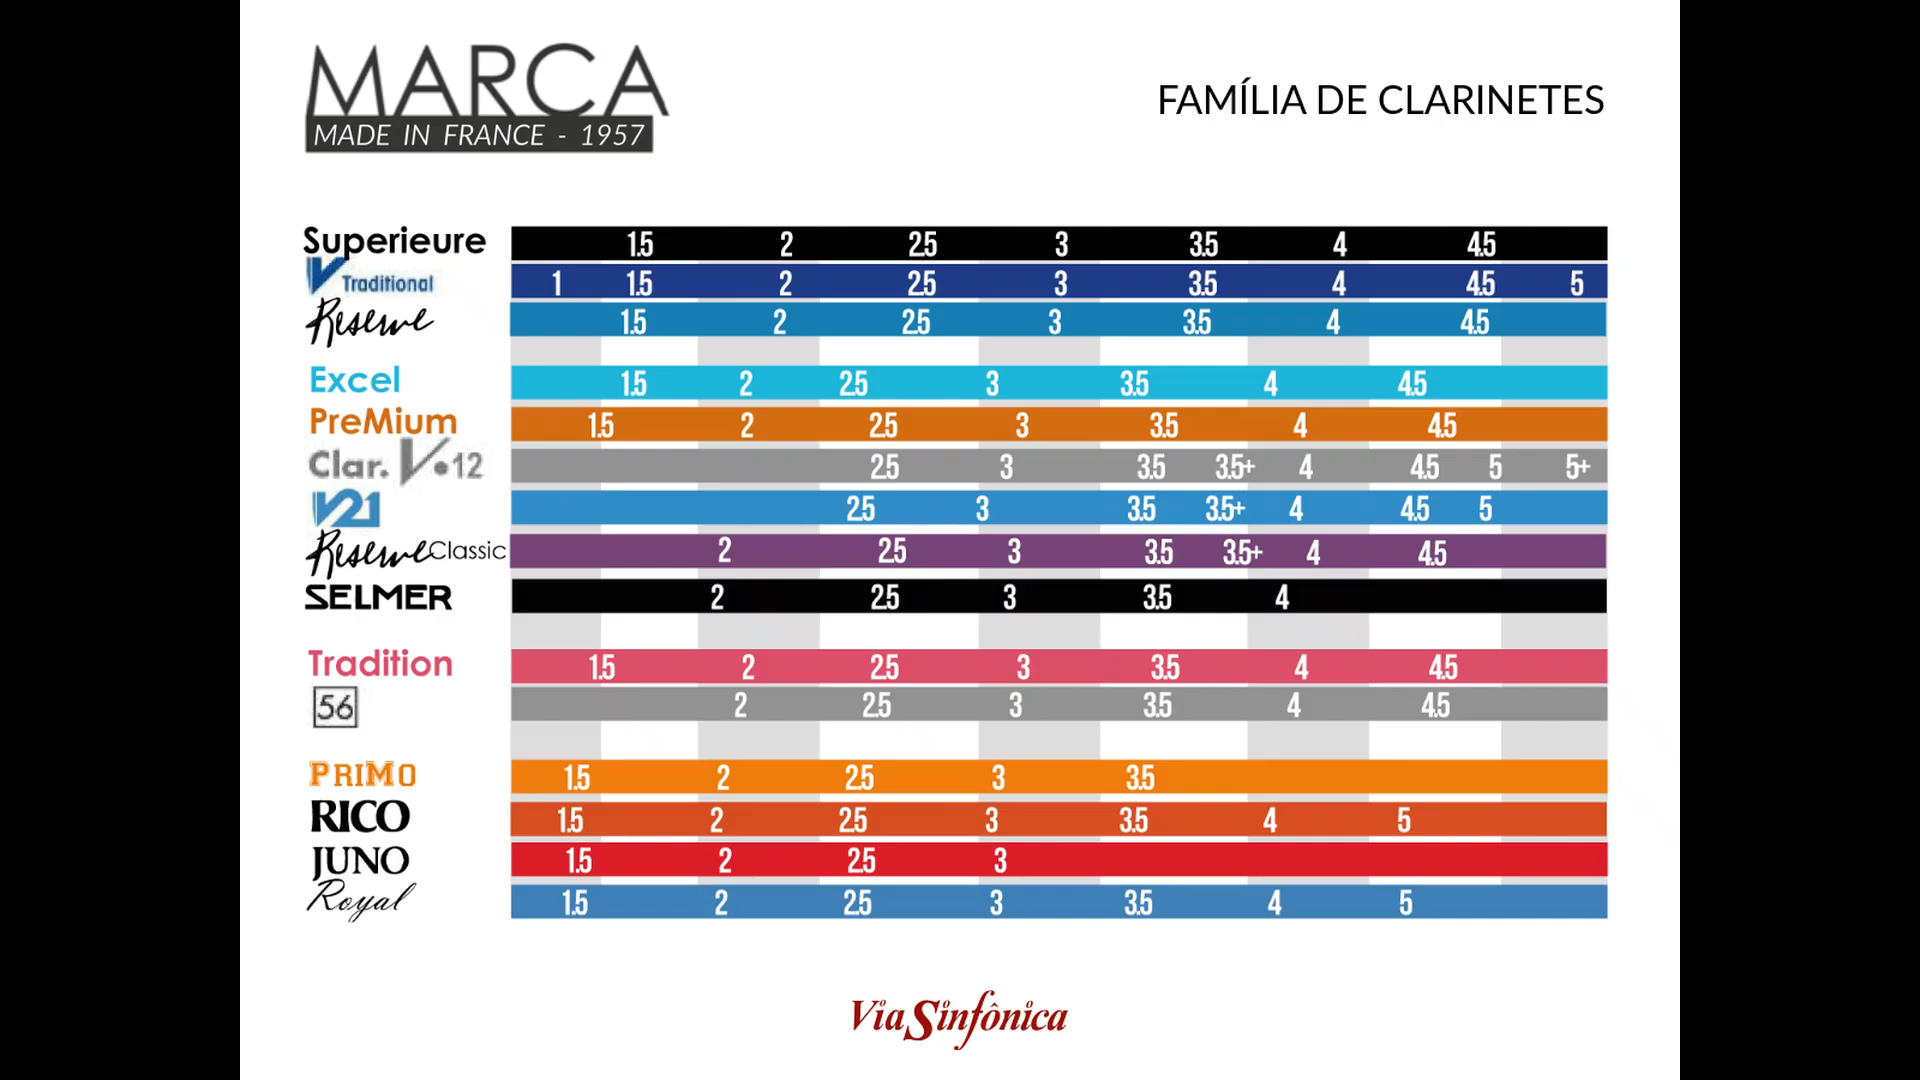 MARCA
MADE IN FRANCE - 1957
FAMÍLIA DE CLARINETES
Superieure 1.5 2 2.5 3 3.5 4 4.5
V Traditional 1 1.5 2 2.5 3 3.5 4 4.5 5
Reserve 1.5 2 2.5 3 3.5 4 4.5
Excel 1.5 2 2.5 3 3.5 4 4.5
PreMium 1.5 2 2.5 3 3.5 4 4.5
Clar. V•12 2.5 3 3.5 3.5+ 4 4.5 5 5+
V21 2.5 3 3.5 3.5+ 4 4.5 5
Reserve Classic 2 2.5 3 3.5 3.5+ 4 4.5
SELMER 2 2.5 3 3.5 4
Tradition 1.5 2 2.5 3 3.5 4 4.5
56 2 2.5 3 3.5 4 4.5
PRIMO 1.5 2 2.5 3 3.5
RICO 1.5 2 2.5 3 3.5 4 5
JUNO 1.5 2 2.5 3
Royal 1.5 2 2.5 3 3.5 4 5
Via Sinfônica